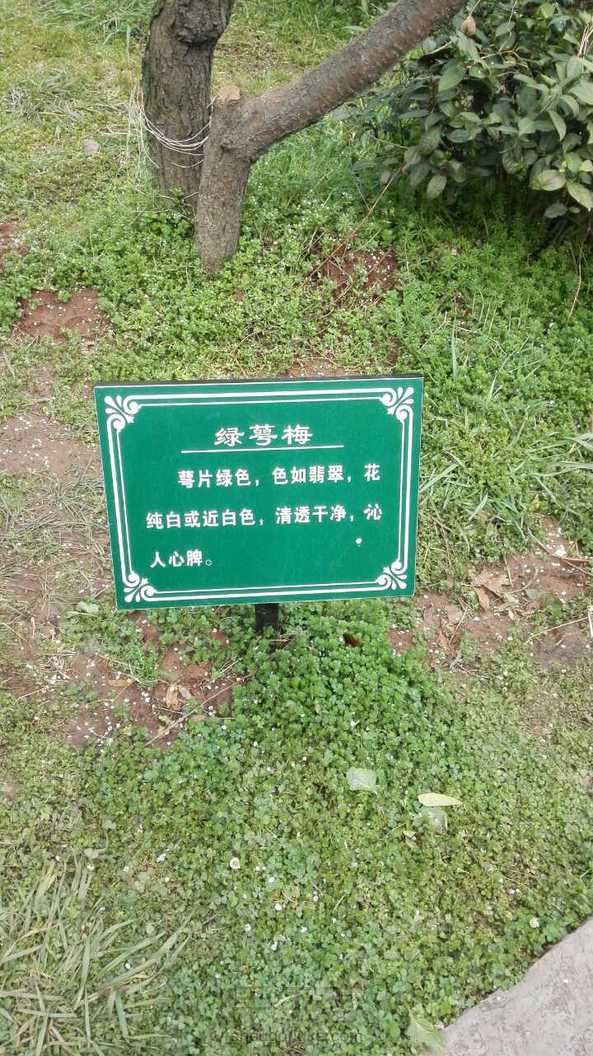 绿萼梅
萼片绿色，色如翡翠，花
纯白或近白色，清透干净，沁
人心脾。